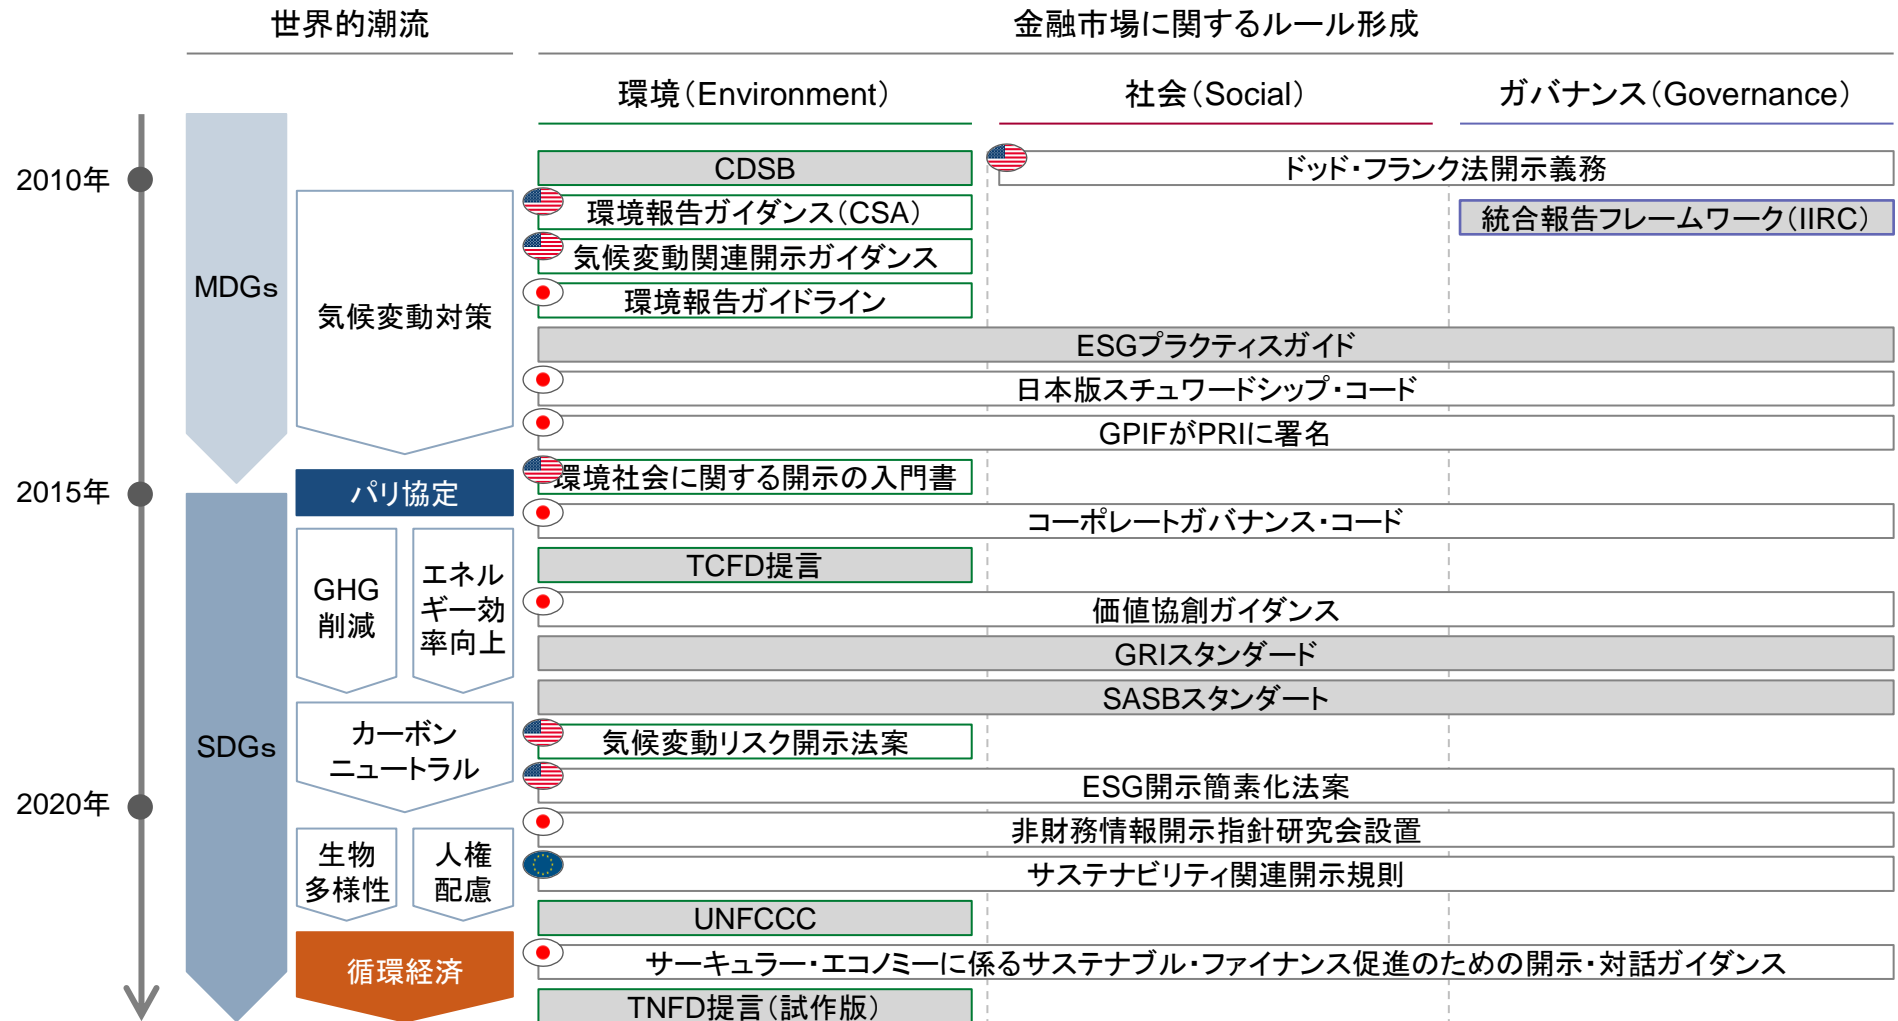 世界的潮流
金融市場に関するルール形成
環境（Environment）
社会（Social）
ガバナンス（Governance）
2010年
2015年
2020年
MDGs
SDGs
気候変動対策
パリ協定
GHG
削減
エネル
ギー効
率向上
カーボン
ニュートラル
生物
多様性
人権
配慮
循環経済
CDSB
ドッド・フランク法開示義務
環境報告ガイダンス（CSA）
統合報告フレームワーク（IIRC）
気候変動関連開示ガイダンス
環境報告ガイドライン
ESGプラクティスガイド
日本版スチュワードシップ・コード
GPIFがPRIに署名
環境社会に関する開示の入門書
コーポレートガバナンス・コード
TCFD提言
価値協創ガイダンス
GRIスタンダード
SASBスタンダート
気候変動リスク開示法案
ESG開示簡素化法案
非財務情報開示指針研究会設置
サステナビリティ関連開示規則
UNFCCC
サーキュラー・エコノミーに係るサステナブル・ファイナンス促進のための開示・対話ガイダンス
TNFD提言（試作版）